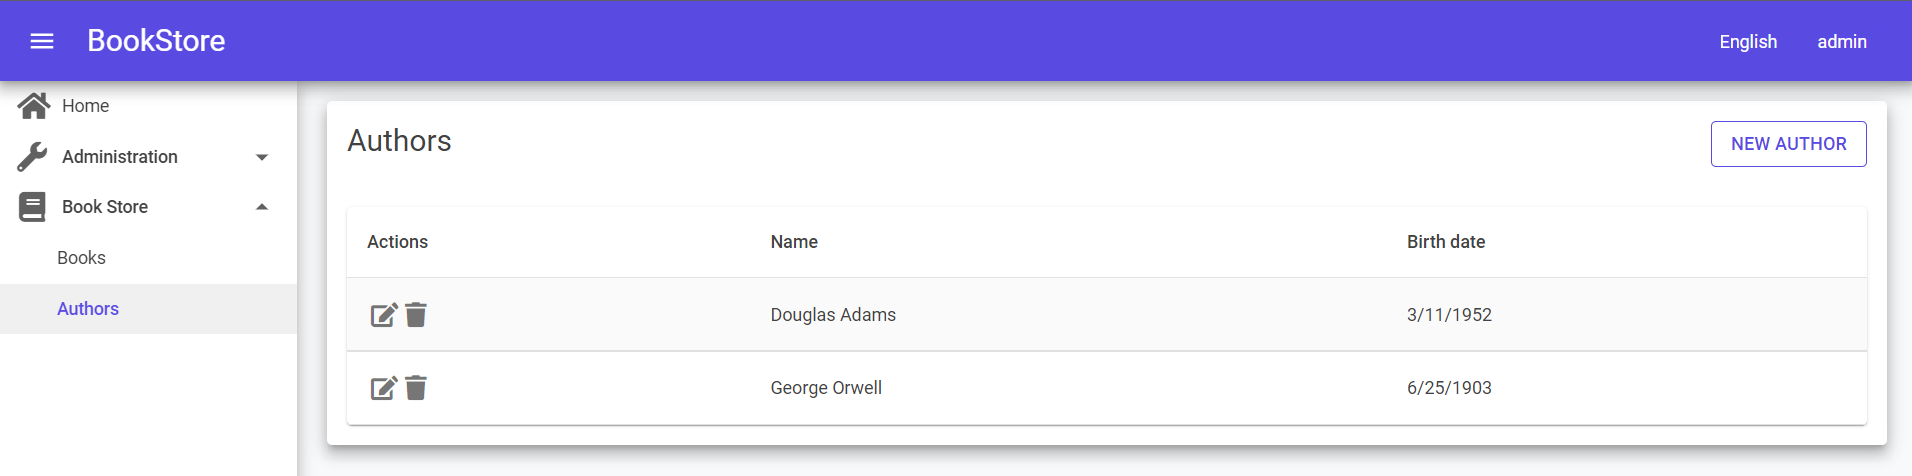 BookStore
English admin
Home
Administration
Book Store
Books
Authors
Authors
NEW AUTHOR
Actions Name Birth date
Douglas Adams 3/11/1952
George Orwell 6/25/1903